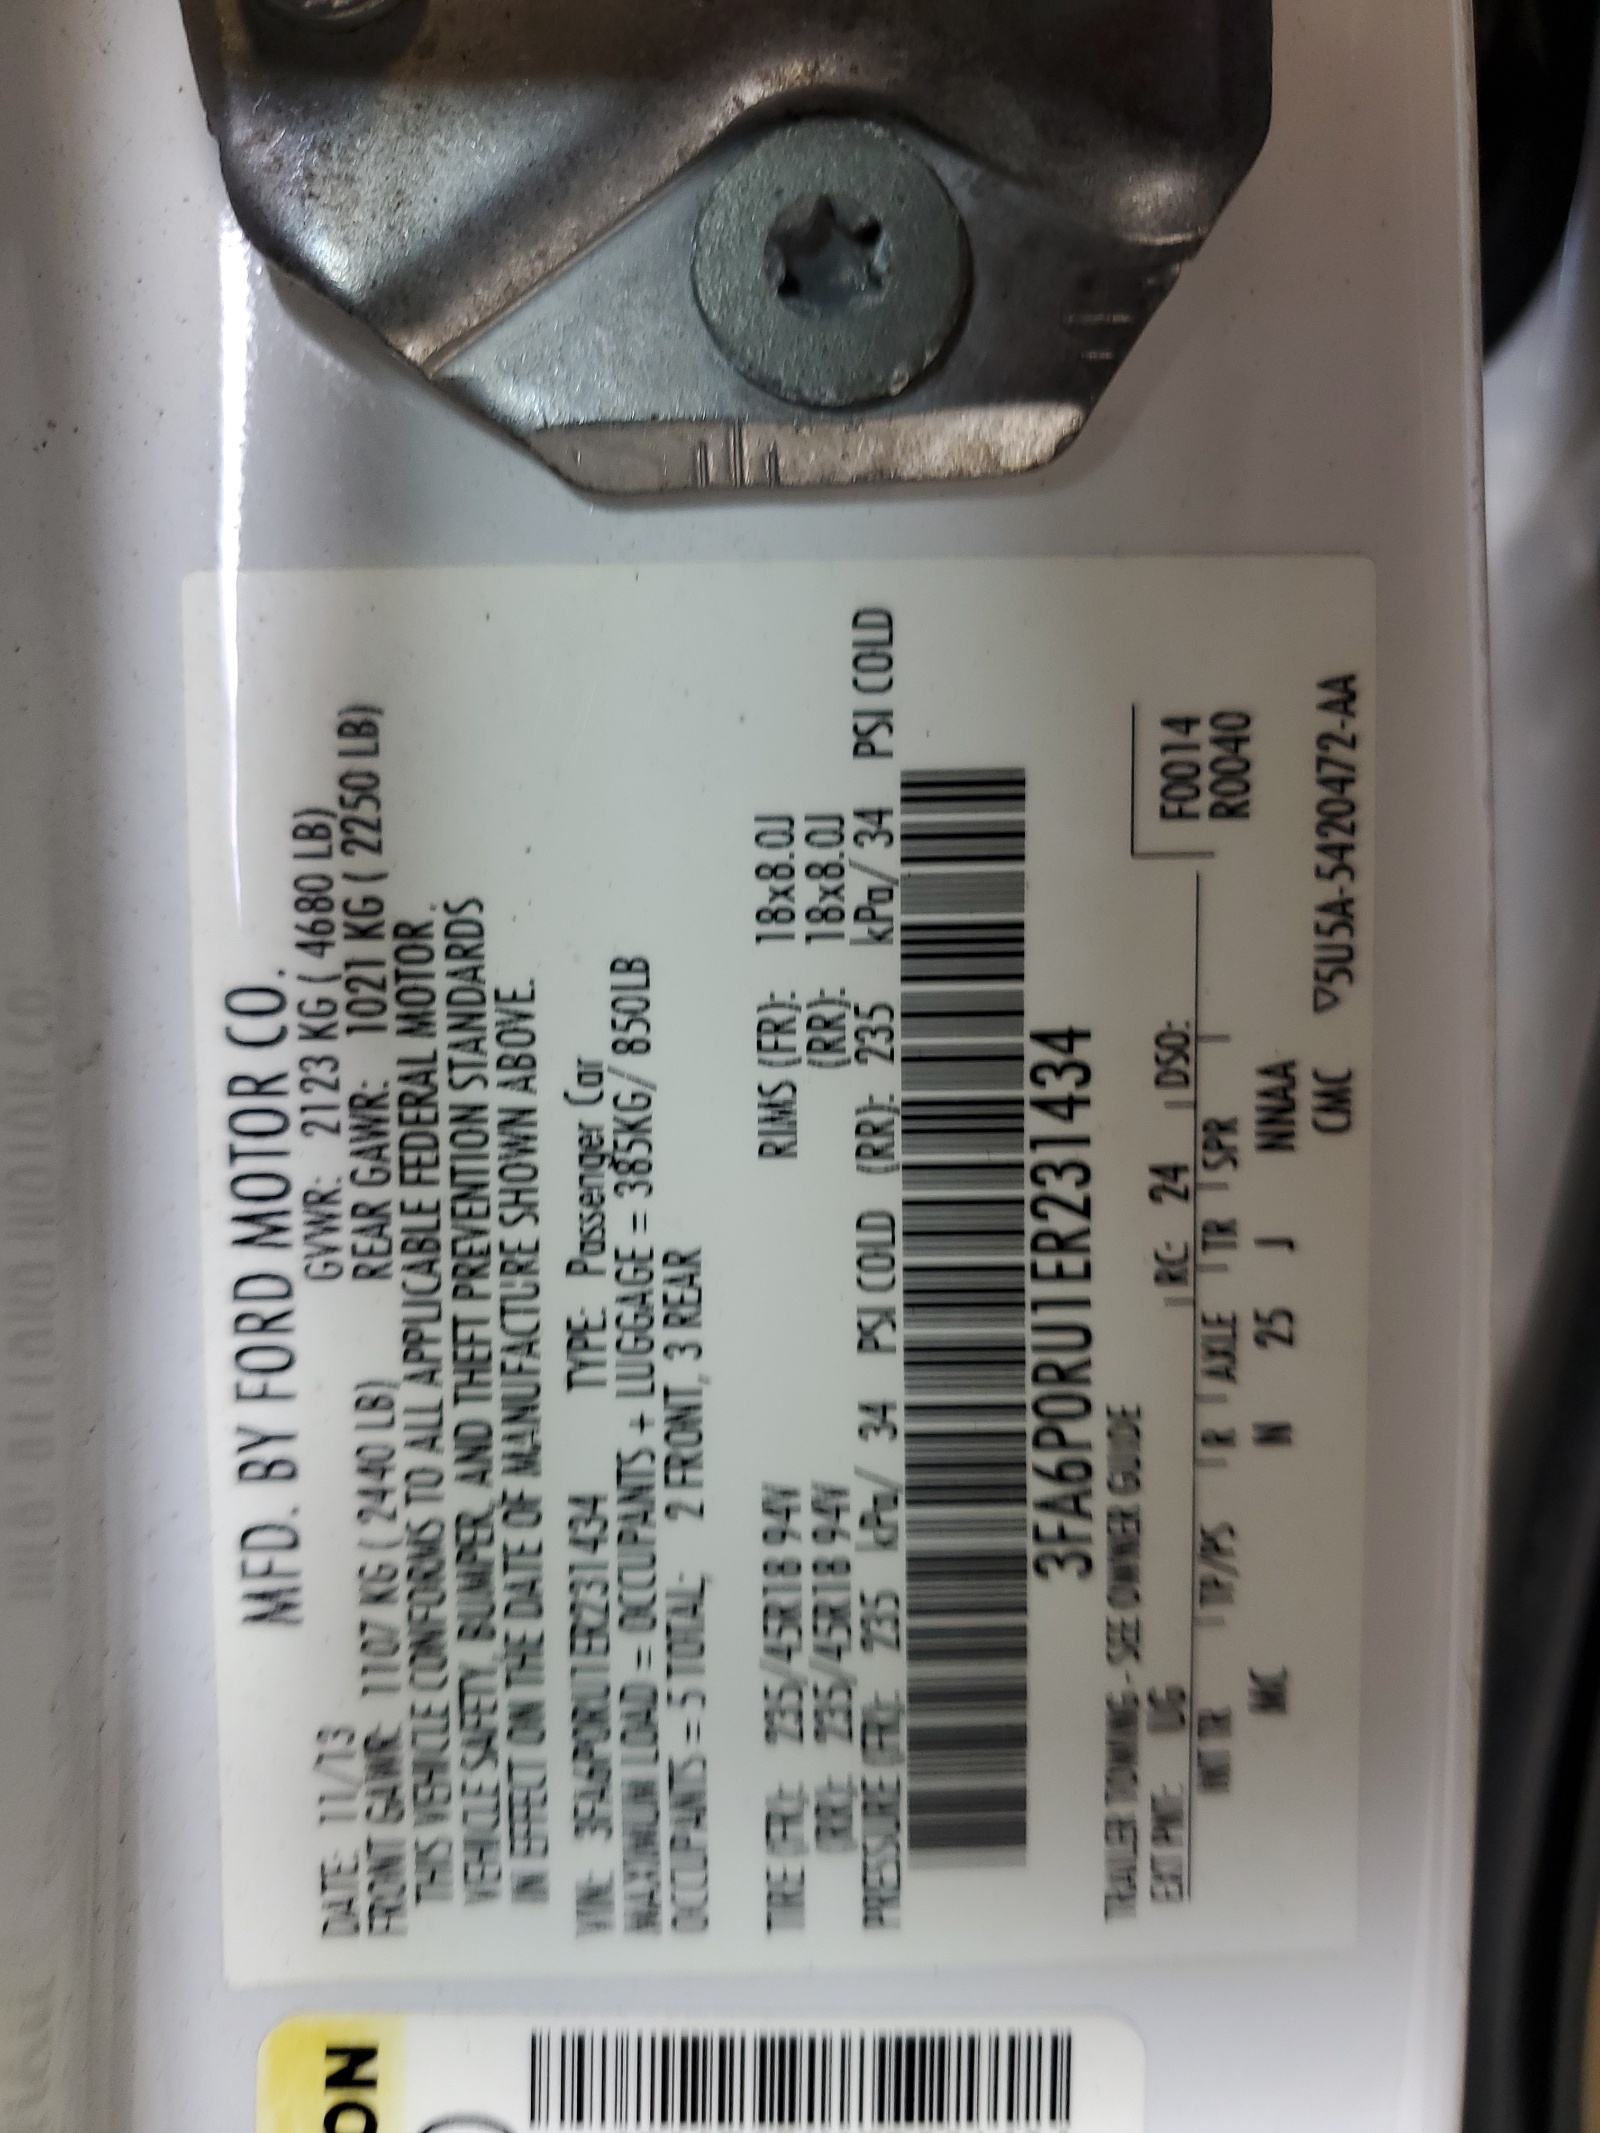 MFD. BY FORD MOTOR CO.
DATE: 11/13 GVWR: 2123 KG ( 4680 LB)
FRONT GAWR: 1107 KG ( 2440 LB) REAR GAWR: 1021 KG ( 2250 LB)
THIS VEHICLE CONFORMS TO ALL APPLICABLE FEDERAL MOTOR
VEHICLE SAFETY, BUMPER, AND THEFT PREVENTION STANDARDS
IN EFFECT ON THE DATE OF MANUFACTURE SHOWN ABOVE.
VIN: 3FA6P0RU1ER231434 TYPE: Passenger Car
MAXIMUM LOAD = OCCUPANTS + LUGGAGE = 385KG/ 850LB
OCCUPANTS = 5 TOTAL; 2 FRONT, 3 REAR
TIRE (FR): 235/45R18 94V RIMS (FR): 18x8.0J
(RR): 235/45R18 94V (RR): 18x8.0J
PRESSURE (FR): 235 kPa/ 34 PSI COLD (RR): 235 kPa/ 34 PSI COLD
3FA6P0RU1ER231434
TRAILER TOWING - SEE OWNER GUIDE
EXT PNT: UG RC: 24 DSO:
F0014
R0040
INT TR TP/PS R AXLE TR SPR
MC N 25 J NNAA
CMC ▽5U5A-5420472-AA
ON